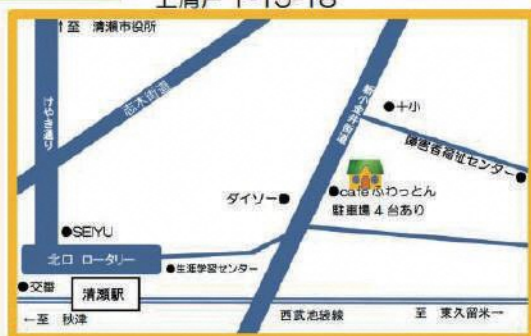 上清戸 1-15-18
↑至 清瀬市役所
けやき通り
志木街道
新小金井街道
●十小
障害者福祉センター●
●cafe ふわっとん
駐車場 4 台あり
ダイソー●
●SEIYU
北口 ロータリー
●生涯学習センター
●交番
清瀬駅
←至 秋津
西武池袋線
至 東久留米→